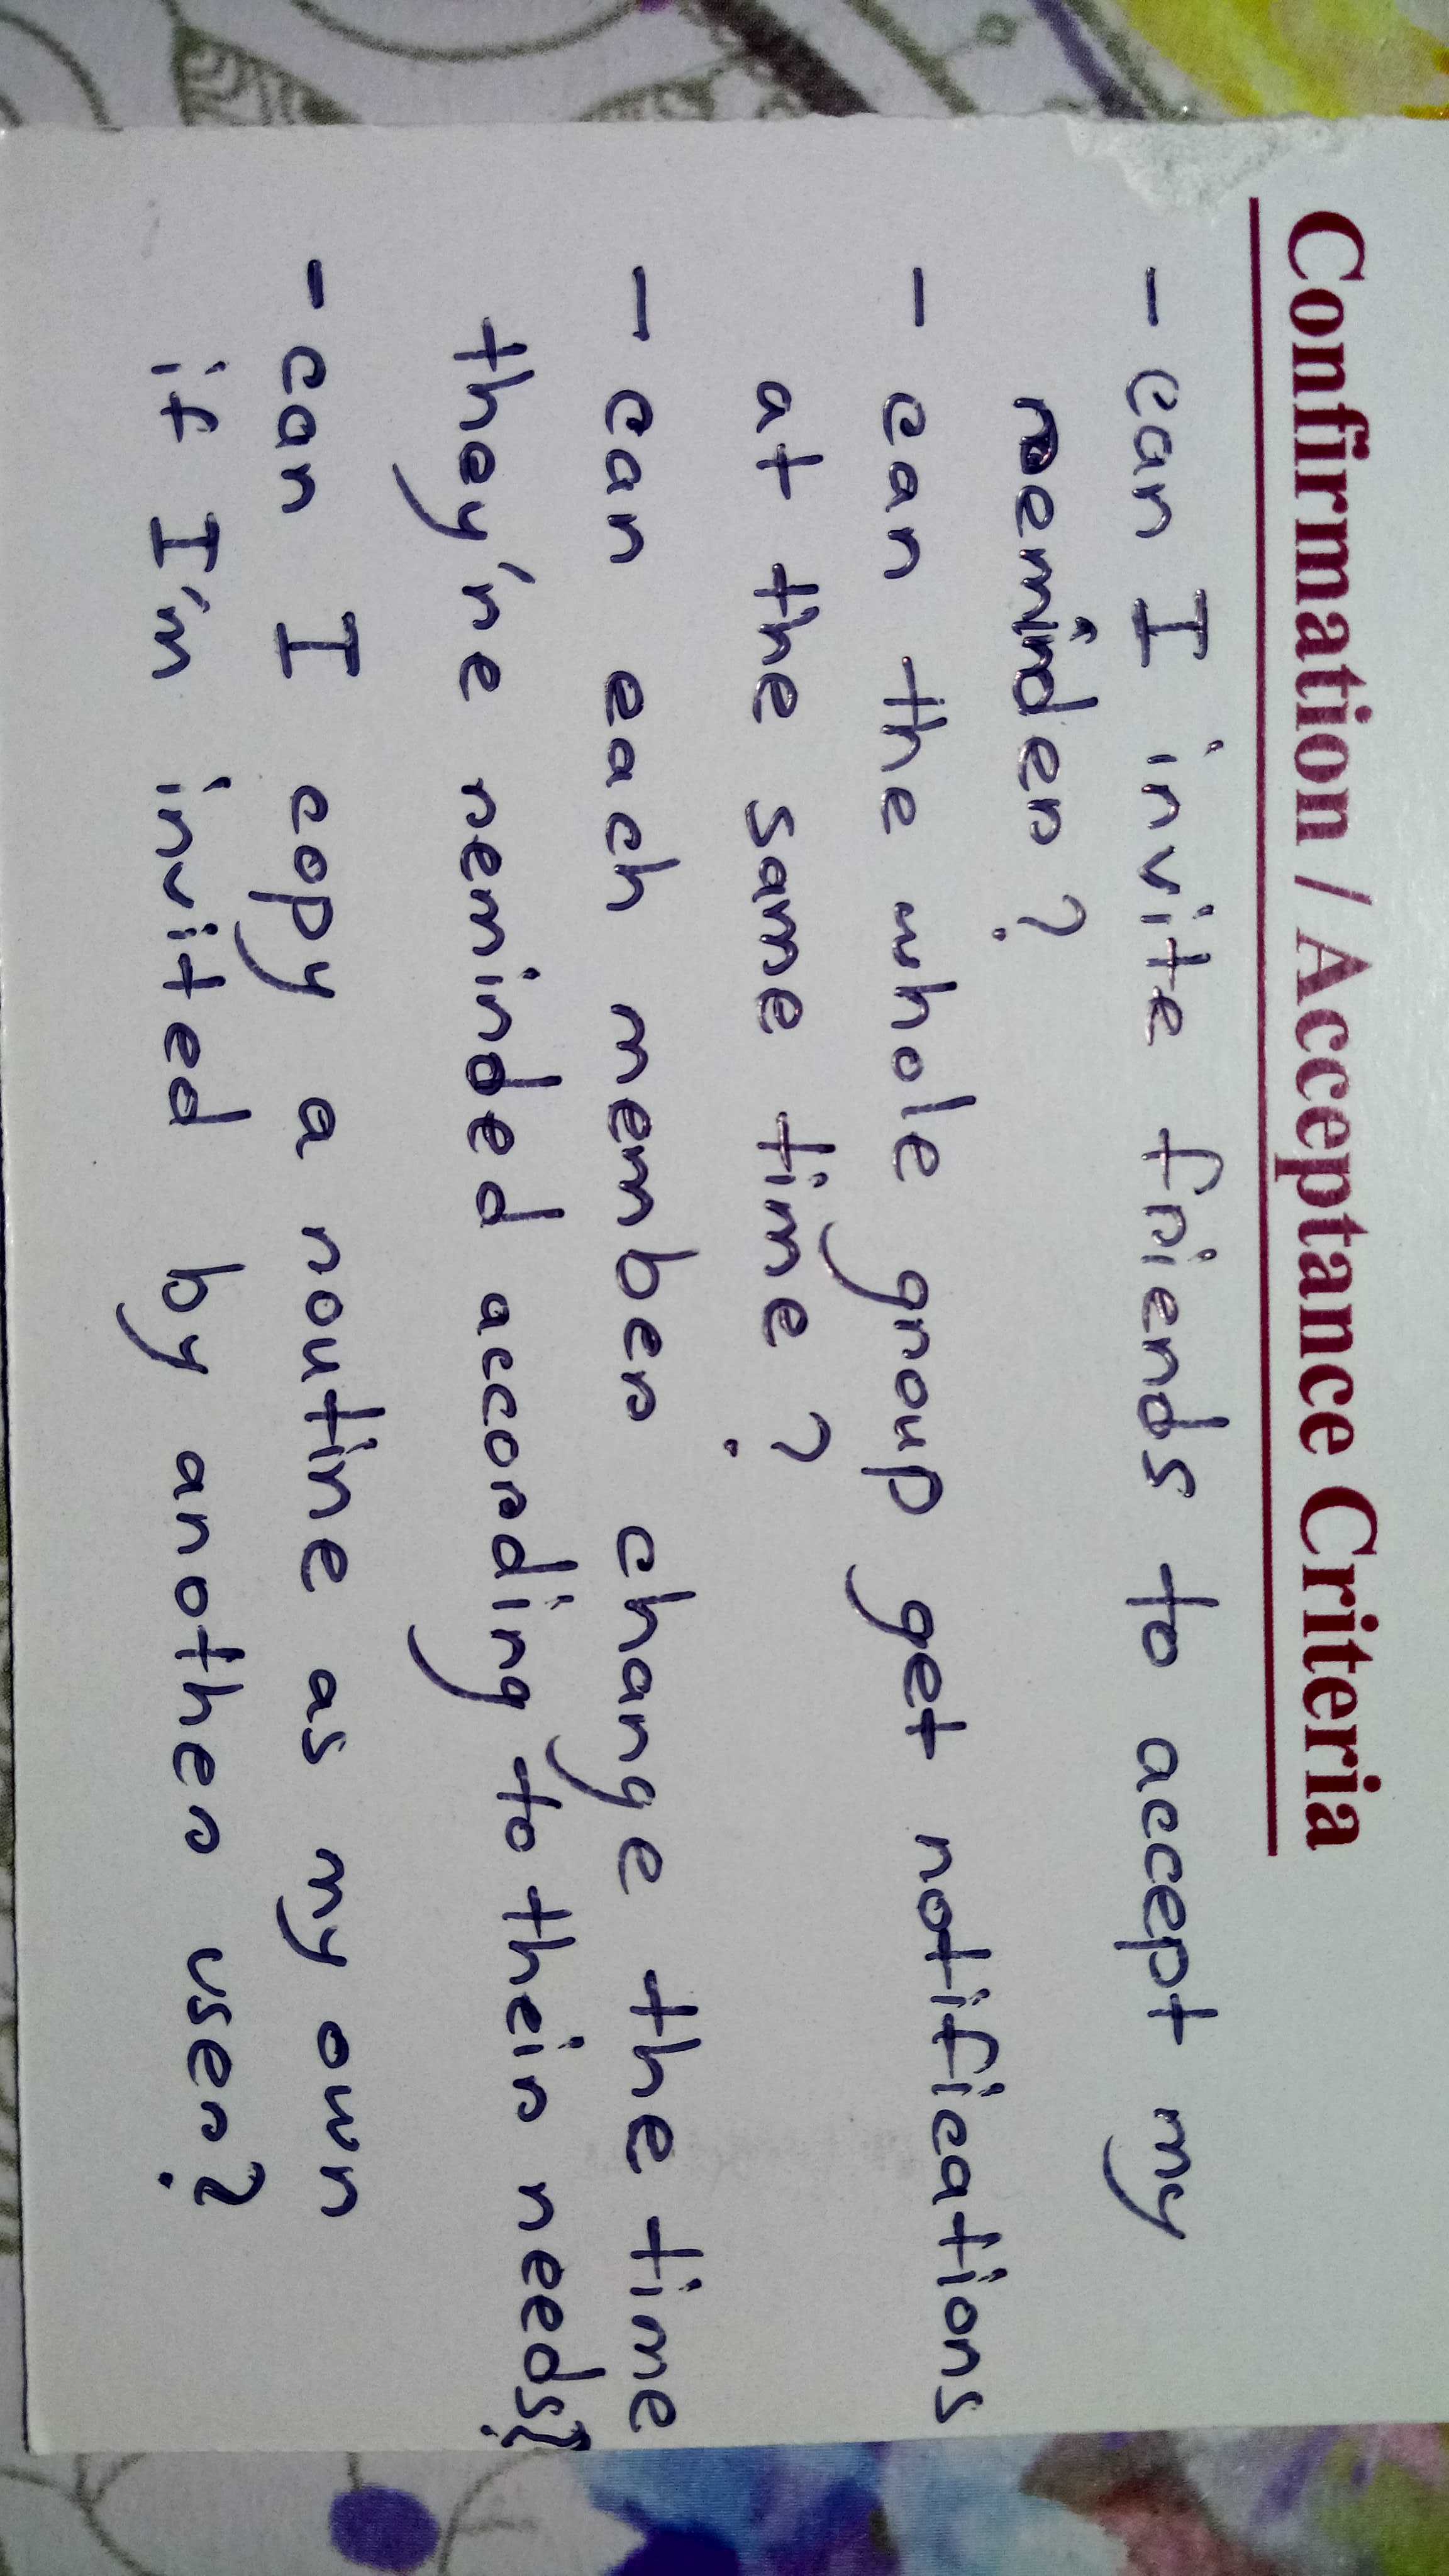 Confirmation / Acceptance Criteria
- can I invite friends to accept my
reminder?
- can the whole group get notifications
at the same time?
- can each member change the time
they're reminded according to their needs?
- can I copy a routine as my own
if I'm invited by another user?